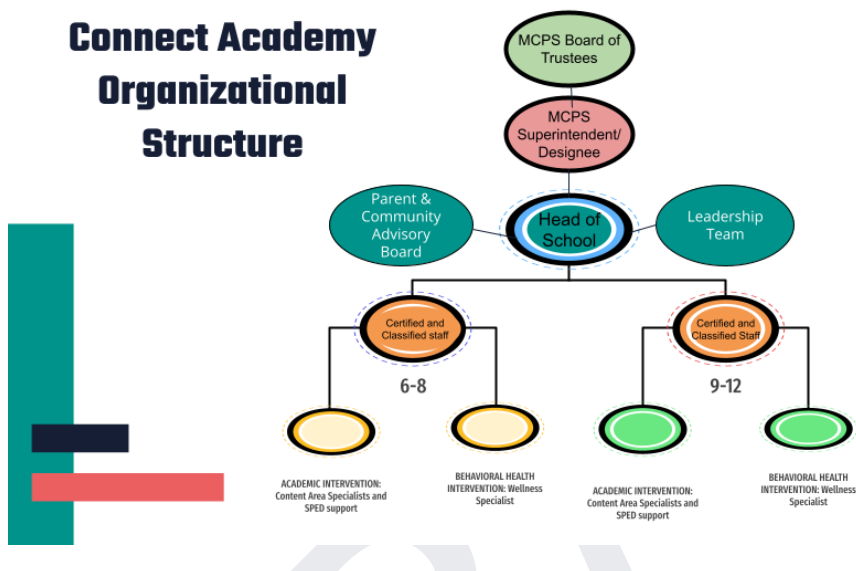 Connect Academy
Organizational
Structure
MCPS Board of
Trustees
MCPS
Superintendent/
Designee
Parent &
Community
Advisory
Board
Head of
School
Leadership
Team
Certified and
Classified staff
Certified and
Classified Staff
6-8
9-12
ACADEMIC INTERVENTION:
Content Area Specialists and
SPED support
BEHAVIORAL HEALTH
INTERVENTION: Wellness
Specialist
ACADEMIC INTERVENTION:
Content Area Specialists and
SPED support
BEHAVIORAL HEALTH
INTERVENTION: Wellness
Specialist